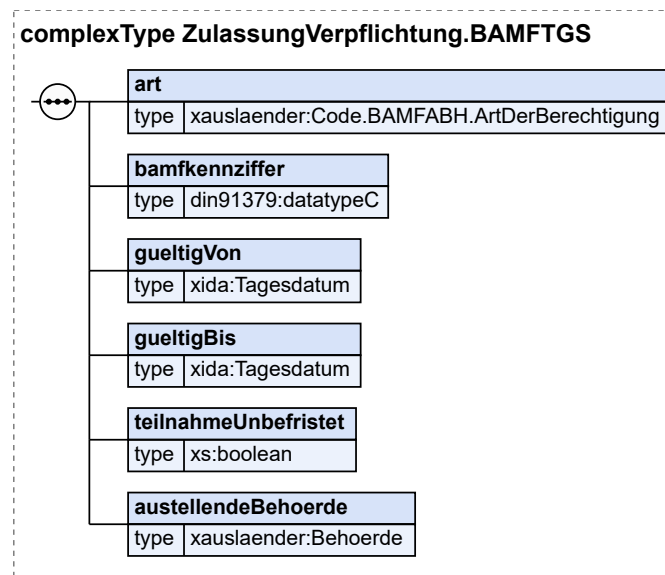 complexType ZulassungVerpflichtung.BAMFTGS
art
type xauslaender:Code.BAMFABH.ArtDerBerechtigung
bamfkennziffer
type din91379:datatypeC
gueltigVon
type xida:Tagesdatum
gueltigBis
type xida:Tagesdatum
teilnahmeUnbefristet
type xs:boolean
austellendeBehoerde
type xauslaender:Behoerde